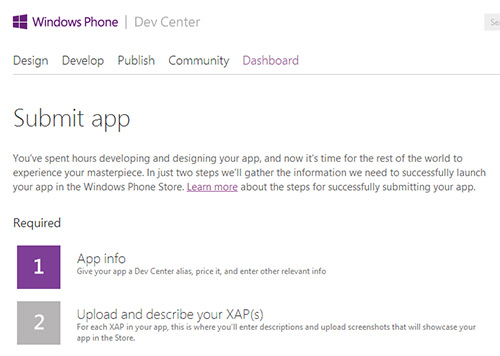 Windows Phone | Dev Center
Se
Design Develop Publish Community Dashboard
Submit app
You've spent hours developing and designing your app, and now it's time for the rest of the world to
experience your masterpiece. In just two steps we'll gather the information we need to successfully launch
your app in the Windows Phone Store. Learn more about the steps for successfully submitting your app.
Required
1
App info
Give your app a Dev Center alias, price it, and enter other relevant info
2
Upload and describe your XAP(s)
For each XAP in your app, this is where you'll enter descriptions and upload screenshots that will showcase
your app in the Store.